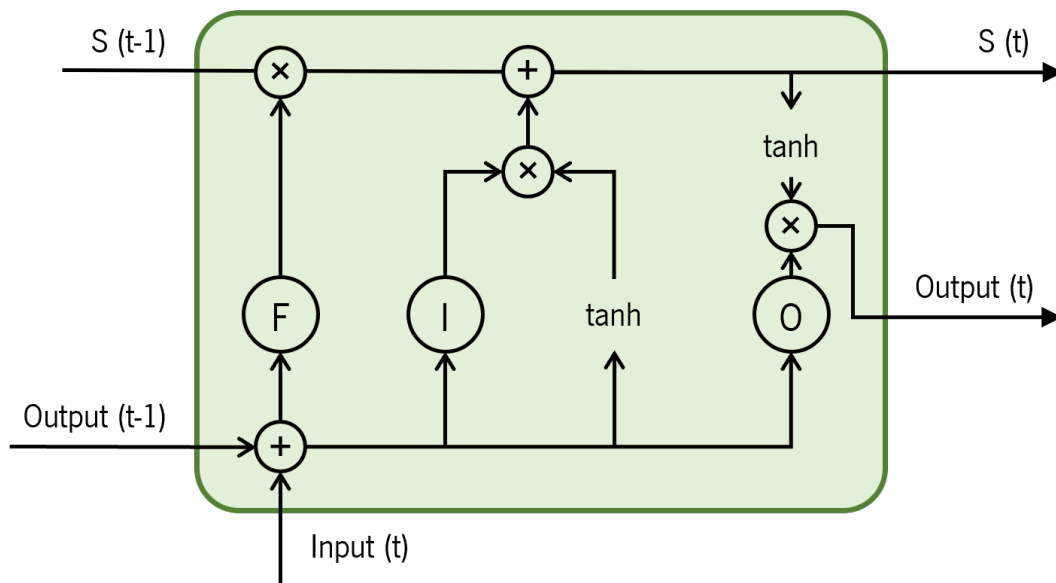 S (t-1)
S (t)
×
+
tanh
×
×
F
I
tanh
O
Output (t)
Output (t-1)
+
Input (t)